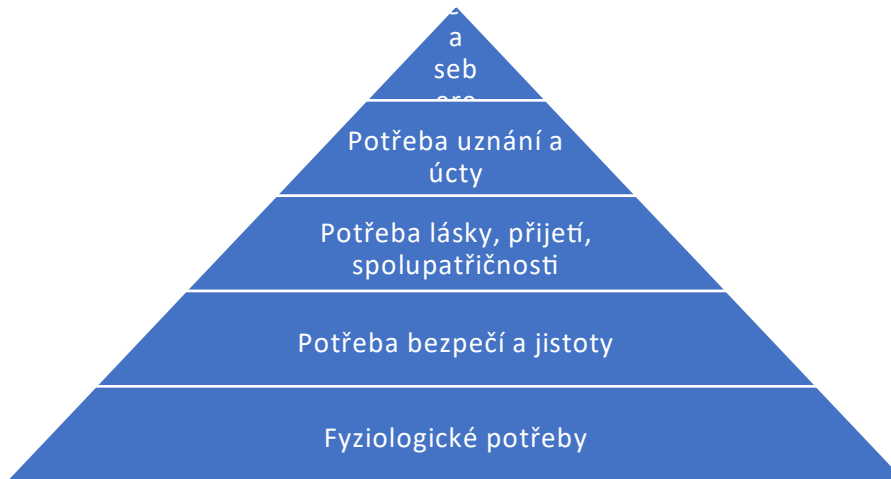 a
seb
Potřeba uznání a
úcty
Potřeba lásky, přijetí,
spolupatřičnosti
Potřeba bezpečí a jistoty
Fyziologické potřeby